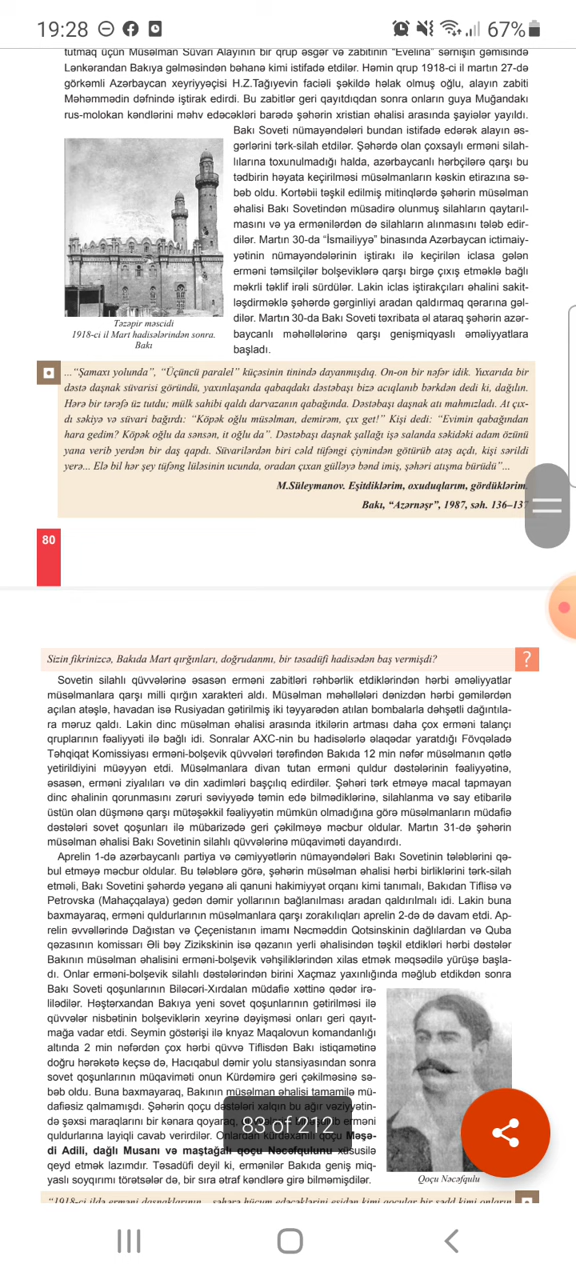 19:28
67%
tutmaq üçün Müsəlman Süvari Alayının bir qrup əsgər və zabitinin “Evelina” sərnişin gəmisində
Lənkərandan Bakıya gəlməsindən bəhanə kimi istifadə etdilər. Həmin qrup 1918-ci il martın 27-də
görkəmli Azərbaycan xeyriyyəçisi H.Z.Tağıyevin faciəli şəkildə həlak olmuş oğlu, alayın zabiti
Məhəmmədin dəfnində iştirak edirdi. Bu zabitlər geri qayıtdıqdan sonra onların guya Muğandakı
rus-molokan kəndlərini məhv edəcəkləri barədə şəhərin xristian əhalisi arasında şayiələr yayıldı.
Bakı Soveti nümayəndələri bundan istifadə edərək alayın əs-
gərlərini tərk-silah etdilər. Şəhərdə olan çoxsaylı erməni silah-
lılarına toxunulmadığı halda, azərbaycanlı hərbçilərə qarşı bu
tədbirin həyata keçirilməsi müsəlmanların kəskin etirazına sə-
bəb oldu. Kortəbii təşkil edilmiş mitinqlərdə şəhərin müsəlman
əhalisi Bakı Sovetindən müsadirə olunmuş silahların qaytarıl-
masını və ya ermənilərdən də silahların alınmasını tələb edir-
dilər. Martın 30-da “İsmailiyyə” binasında Azərbaycan ictimaiy-
yətinin nümayəndələrinin iştirakı ilə keçirilən iclasa gələn
erməni təmsilçilər bolşeviklərə qarşı birgə çıxış etməklə bağlı
məkrli təklif irəli sürdülər. Lakin iclas iştirakçıları əhalini sakit-
ləşdirməklə şəhərdə gərginliyi aradan qaldırmaq qərarına gəl-
dilər. Martın 30-da Bakı Soveti təxribata əl ataraq şəhərin azər-
baycanlı məhəllələrinə qarşı genişmiqyaslı əməliyyatlara
başladı.
Təzəpir məscidi
1918-ci il Mart hadisələrindən sonra.
Bakı
...“Şamaxı yolunda”, “Üçüncü paralel” küçəsinin tinində dayanmışdıq. On-on bir nəfər idik. Yuxarıda bir
dəstə daşnak süvarisi göründü, yaxınlaşanda qabaqdakı dəstəbaşı bizə acıqlanıb bərkdən dedi ki, dağılın.
Hərə bir tərəfə üz tutdu; mülk sahibi qaldı darvazanın qabağında. Dəstəbaşı daşnak atı mahmızladı. At çıx-
dı səkiyə və süvari bağırdı: “Köpək oğlu müsəlman, demirəm, çıx get!” Kişi dedi: “Evimin qabağından
hara gedim? Köpək oğlu da sənsən, it oğlu da”. Dəstəbaşı daşnak şallağı işə salanda səkidəki adam özünü
yana verib yerdən bir daş qapdı. Süvarilərdən biri cəld tüfəngi çiynindən götürüb atəş açdı, kişi sərildi
yerə... Elə bil hər şey tüfəng lüləsinin ucunda, oradan çıxan gülləyə bənd imiş, şəhəri atışma bürüdü”...
M.Süleymanov. Eşitdiklərim, oxuduqlarım, gördüklərim.
Bakı, “Azərnəşr”, 1987, səh. 136–137
80
Sizin fikrinizcə, Bakıda Mart qırğınları, doğrudanmı, bir təsadüfi hadisədən baş vermişdi?
?
Sovetin silahlı qüvvələrinə əsasən erməni zabitləri rəhbərlik etdiklərindən hərbi əməliyyatlar
müsəlmanlara qarşı milli qırğın xarakteri aldı. Müsəlman məhəllələri dənizdən hərbi gəmilərdən
açılan atəşlə, havadan isə Rusiyadan gətirilmiş iki təyyarədən atılan bombalarla dəhşətli dağıntıla-
ra məruz qaldı. Lakin dinc müsəlman əhalisi arasında itkilərin artması daha çox erməni talançı
qruplarının fəaliyyəti ilə bağlı idi. Sonralar AXC-nin bu hadisələrlə əlaqədar yaratdığı Fövqəladə
Təhqiqat Komissiyası erməni-bolşevik qüvvələri tərəfindən Bakıda 12 min nəfər müsəlmanın qətlə
yetirildiyini müəyyən etdi. Müsəlmanlara divan tutan erməni quldur dəstələrinin fəaliyyətinə,
əsasən, erməni ziyalıları və din xadimləri başçılıq edirdilər. Şəhəri tərk etməyə macal tapmayan
dinc əhalinin qorunmasını zəruri səviyyədə təmin edə bilmədiklərinə, silahlanma və say etibarilə
üstün olan düşmənə qarşı mütəşəkkil fəaliyyətin mümkün olmadığına görə müsəlmanların müdafiə
dəstələri sovet qoşunları ilə mübarizədə geri çəkilməyə məcbur oldular. Martın 31-də şəhərin
müsəlman əhalisi Bakı Sovetinin silahlı qüvvələrinə müqaviməti dayandırdı.
Aprelin 1-də azərbaycanlı partiya və cəmiyyətlərin nümayəndələri Bakı Sovetinin tələblərini qə-
bul etməyə məcbur oldular. Bu tələblərə görə, şəhərin müsəlman əhalisi hərbi birliklərini tərk-silah
etməli, Bakı Sovetini şəhərdə yeganə ali qanuni hakimiyyət orqanı kimi tanımalı, Bakıdan Tiflisə və
Petrovska (Mahaçqalaya) gedən dəmir yollarının bağlanılması aradan qaldırılmalı idi. Lakin buna
baxmayaraq, erməni quldurlarının müsəlmanlara qarşı zorakılıqları aprelin 2-də də davam etdi. Ap-
relin əvvəllərində Dağıstan və Çeçenistanın imamı Nəcməddin Qotsinskinin dağlılardan və Quba
qəzasının komissarı Əli bəy Zizikskinin isə qəzanın yerli əhalisindən təşkil etdikləri hərbi dəstələr
Bakının müsəlman əhalisini erməni-bolşevik vəhşiliklərindən xilas etmək məqsədilə yürüşə başla-
dı. Onlar erməni-bolşevik silahlı dəstələrindən birini Xaçmaz yaxınlığında məğlub etdikdən sonra
Bakı Soveti qoşunlarının Biləcəri-Xırdalan müdafiə xəttinə qədər irə-
lilədilər. Həştərxandan Bakıya yeni sovet qoşunlarının gətirilməsi ilə
qüvvələr nisbətinin bolşeviklərin xeyrinə dəyişməsi onları geri qayıt-
mağa vadar etdi. Seymin göstərişi ilə knyaz Maqalovun komandanlığı
altında 2 min nəfərdən çox hərbi qüvvə Tiflisdən Bakı istiqamətinə
doğru hərəkətə keçsə də, Hacıqabul dəmir yolu stansiyasından sonra
sovet qoşunlarının müqaviməti onun Kürdəmirə geri çəkilməsinə sə-
bəb oldu. Buna baxmayaraq, Bakının müsəlman əhalisi tamamilə mü-
dafiəsiz qalmamışdı. Şəhərin qoçu dəstələri xalqın bu ağır vəziyyətin-
də şəxsi maraqlarını bir kənara qoyaraq, erməni
quldurlarına layiqli cavab verirdilər. Onlardan kürdəxanılı qoçu Məşə-
di Adili, dağlı Musanı və maştağalı qoçu Nəcəfqulunu xüsusilə
qeyd etmək lazımdır. Təsadüfi deyil ki, ermənilər Bakıda geniş miq-
yaslı soyqırımı törətsələr də, bir sıra ətraf kəndlərə girə bilməmişdilər.
83 of 212
Qoçu Nəcəfqulu
“1918-ci ildə erməni daşnaklarının